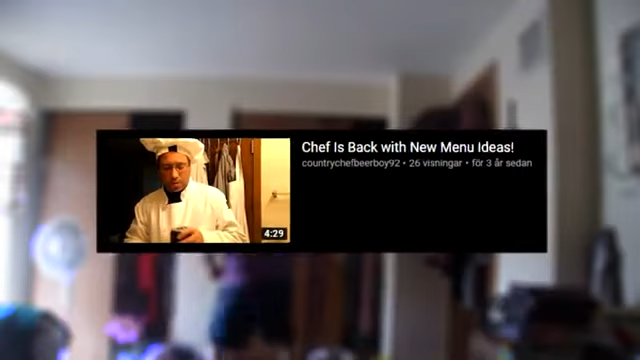 Chef Is Back with New Menu Ideas!
countrychefbeerboy92 • 26 visningar • för 3 år sedan
4:29